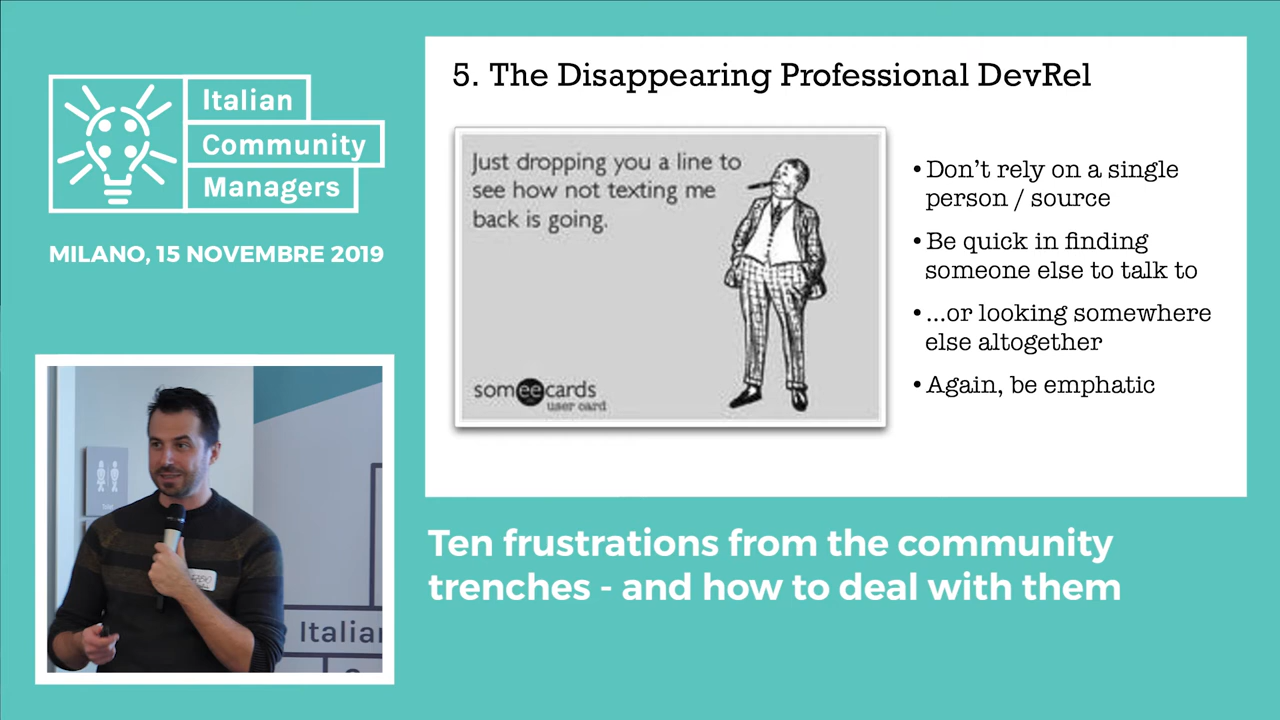 Italian
Community
Managers
MILANO, 15 NOVEMBRE 2019
5. The Disappearing Professional DevRel
Just dropping you a line to
see how not texting me
back is going.
someecards
user card
• Don’t rely on a single
person / source
• Be quick in finding
someone else to talk to
• ...or looking somewhere
else altogether
• Again, be emphatic
Italian
Ten frustrations from the community
trenches - and how to deal with them